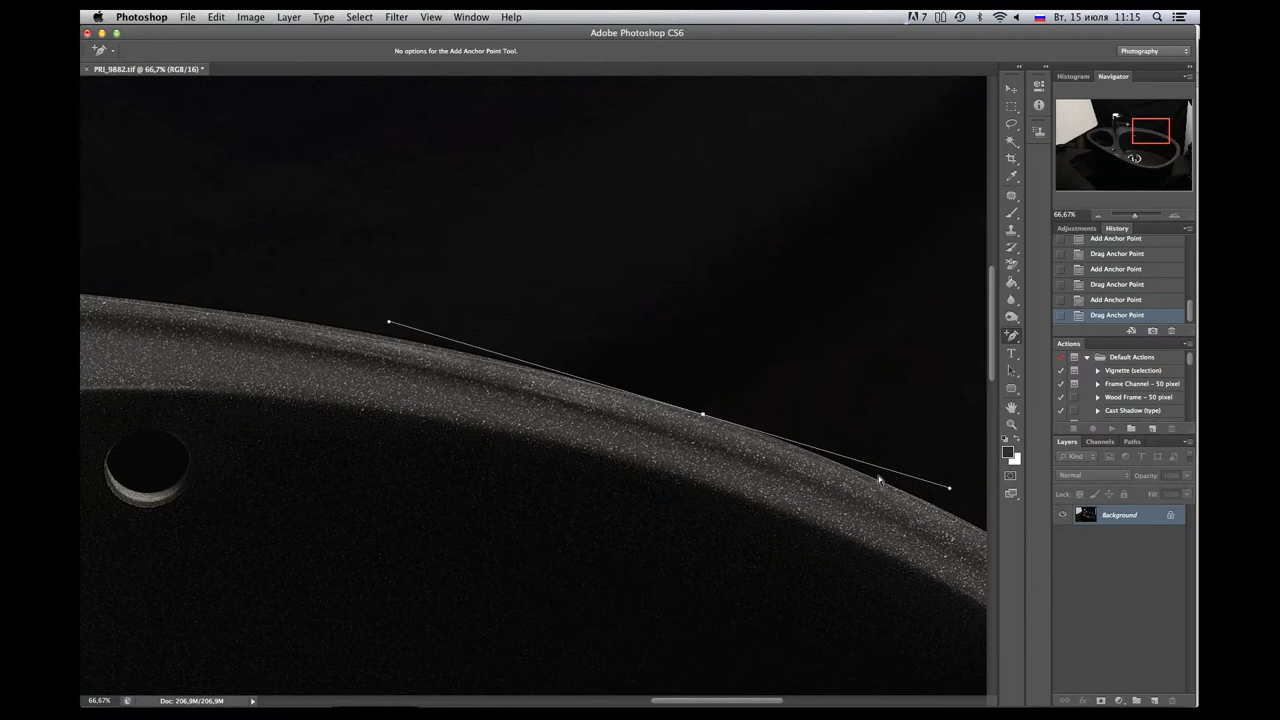 Photoshop File Edit Image Layer Type Select Filter View Window Help 7 Вт, 15 июля 11:15
Adobe Photoshop CS6
No options for the Add Anchor Point Tool. Photography
PRI_9882.tif @ 66,7% (RGB/16) *
Histogram Navigator
66,67%
Adjustments History
Add Anchor Point
Drag Anchor Point
Add Anchor Point
Drag Anchor Point
Add Anchor Point
Drag Anchor Point
Actions
Default Actions
Vignette (selection)
Frame Channel – 50 pixel
Wood Frame – 50 pixel
Cast Shadow (type)
Layers Channels Paths
Kind
Normal Opacity: 100%
Lock: Fill: 100%
Background
66,67% Doc: 206,9M/206,9M